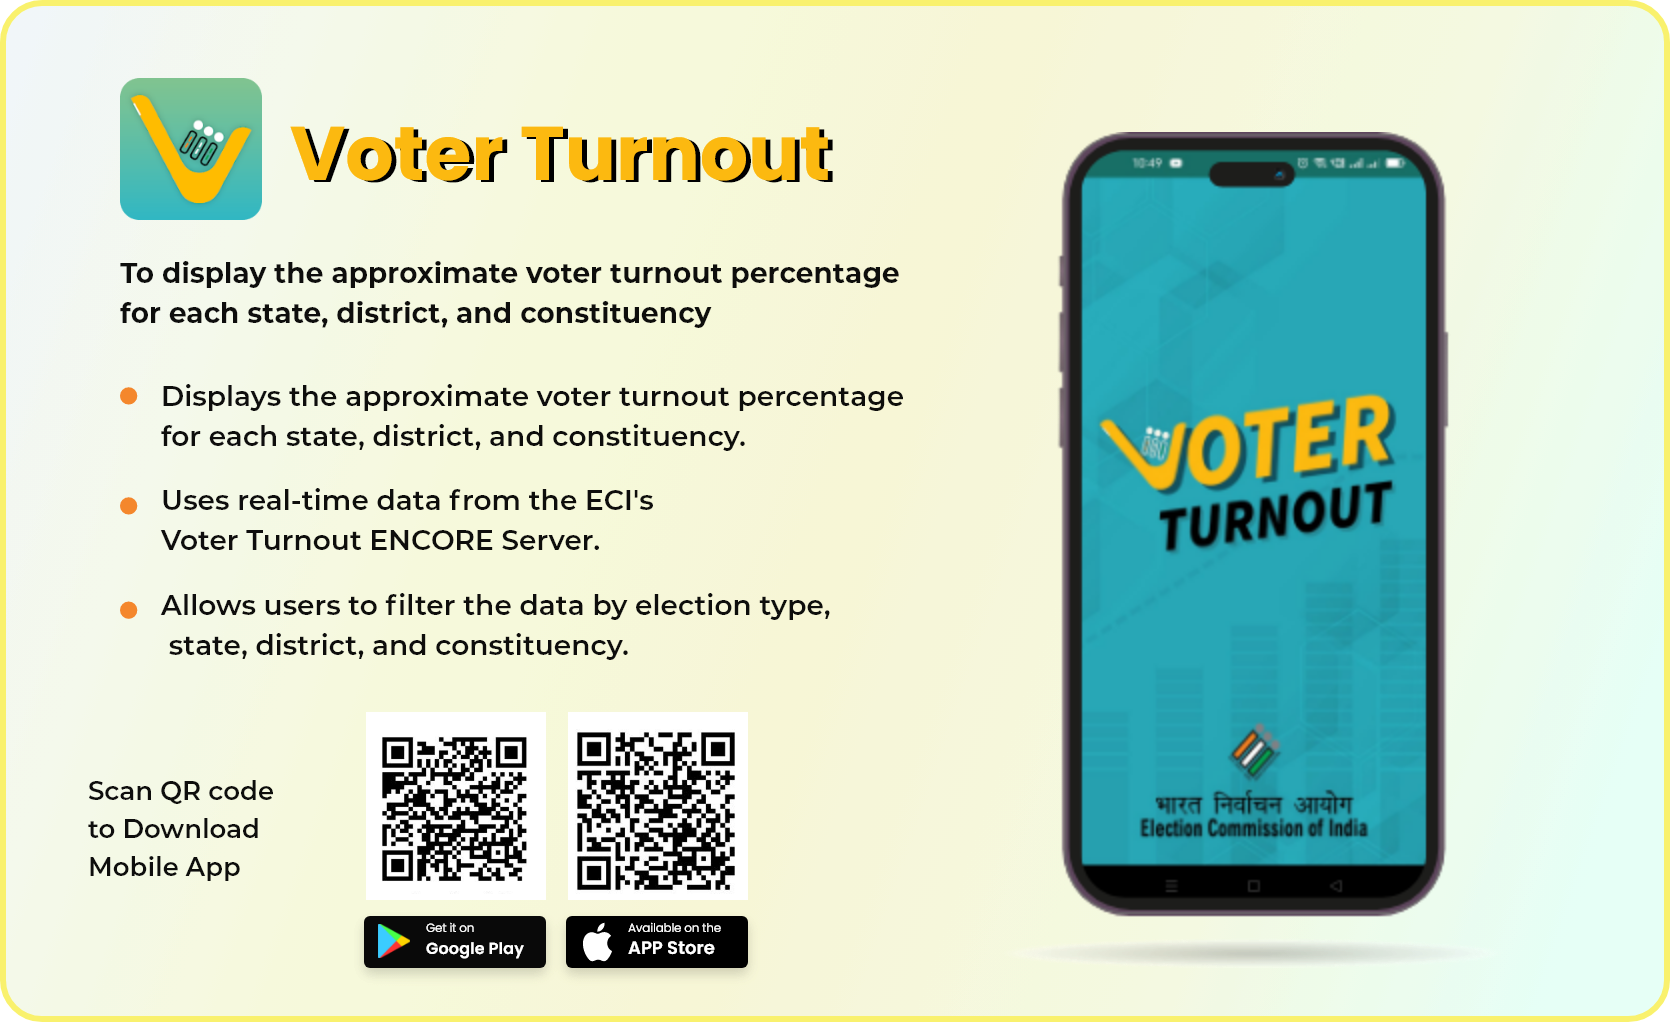 Voter Turnout
To display the approximate voter turnout percentage
for each state, district, and constituency
Displays the approximate voter turnout percentage
for each state, district, and constituency.
Uses real-time data from the ECI's
Voter Turnout ENCORE Server.
Allows users to filter the data by election type,
state, district, and constituency.
Scan QR code
to Download
Mobile App
Get it on
Google Play
Available on the
APP Store
10:49
VOTER
TURNOUT
भारत निर्वाचन आयोग
Election Commission of India